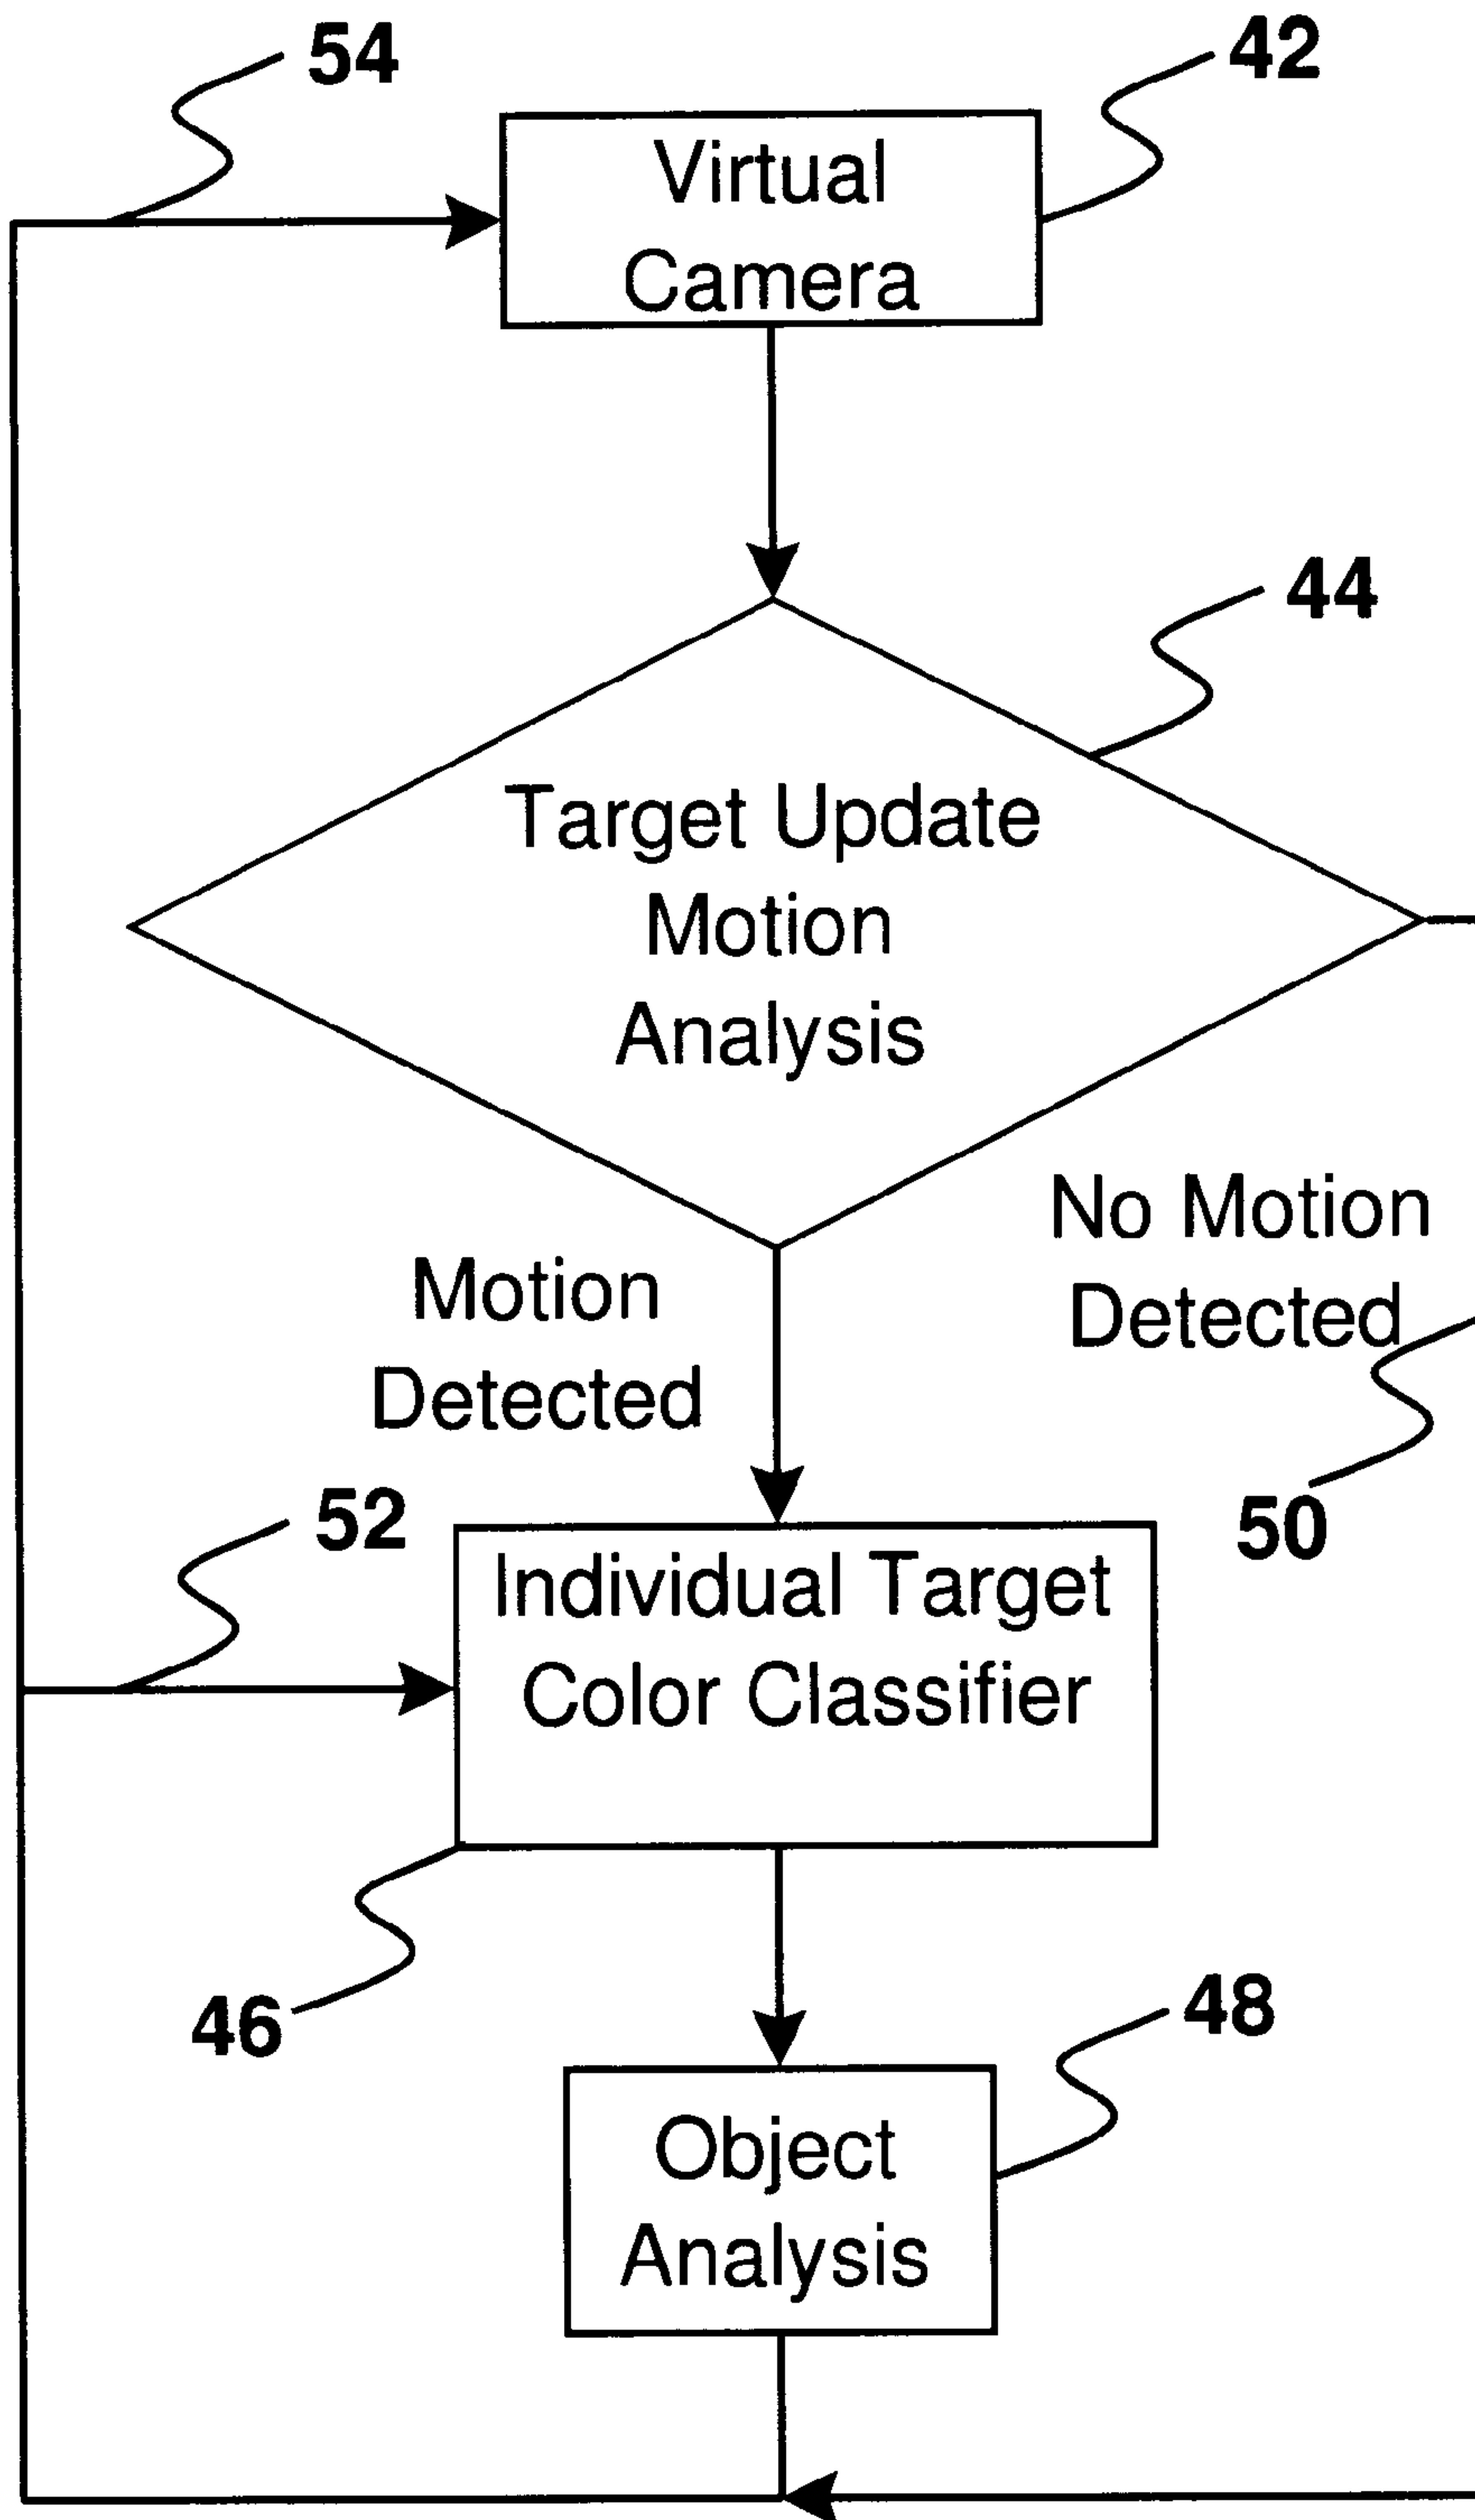 54
42
Virtual
Camera
44
Target Update
Motion
Analysis
No Motion
Detected
Motion
Detected
52
50
Individual Target
Color Classifier
46
48
Object
Analysis